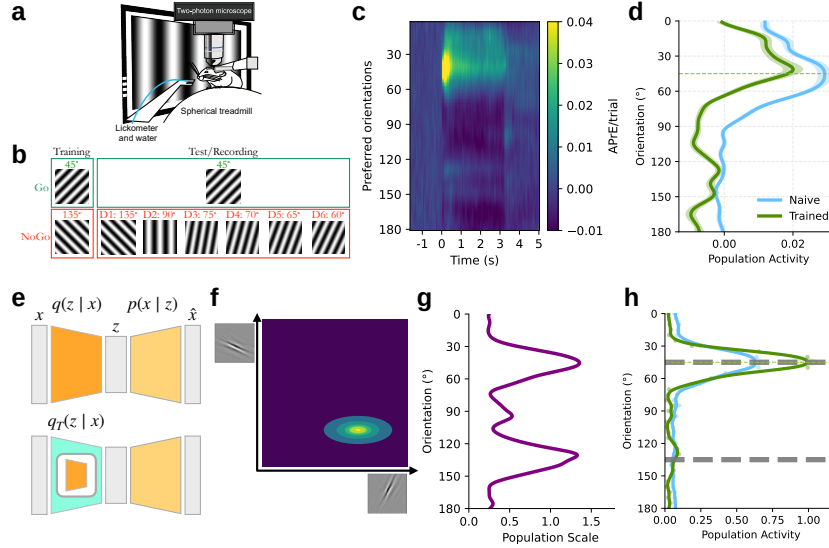 a
Two-photon microscope
Spherical treadmill
Lickometer
and water
b
Training
Test/Recording
Go
45°
45°
NoGo
135°
D1: 135°
D2: 90°
D3: 75°
D4: 70°
D5: 65°
D6: 60°
c
Preferred orientations
30
60
90
120
150
180
-1
0
1
2
3
4
5
Time (s)
0.04
0.03
0.02
0.01
0.00
−0.01
APrE/trial
d
Orientation (°)
0
30
60
90
120
150
180
0.00
0.02
Population Activity
Naive
Trained
e
q(z | x)
p(x | z)
x
z
x̂
q_T(z | x)
f
g
Orientation (°)
0
30
60
90
120
150
180
0.0
0.5
1.0
1.5
Population Scale
h
Orientation (°)
0
30
60
90
120
150
180
0.00
0.25
0.50
0.75
1.00
Population Activity